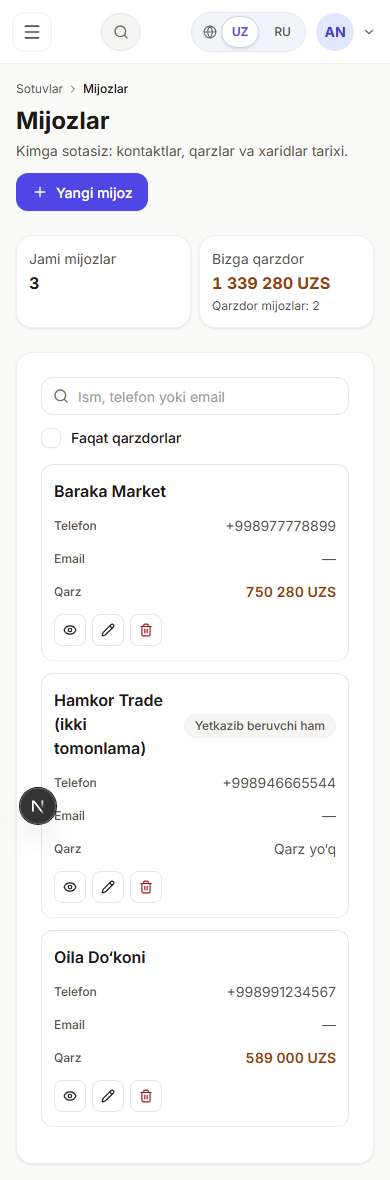 UZ RU AN
Sotuvlar > Mijozlar
Mijozlar
Kimga sotasiz: kontaktlar, qarzlar va xaridlar tarixi.
+ Yangi mijoz
Jami mijozlar
3
Bizga qarzdor
1 339 280 UZS
Qarzdor mijozlar: 2
Ism, telefon yoki email
Faqat qarzdorlar
Baraka Market
Telefon +998977778899
Email —
Qarz 750 280 UZS
Hamkor Trade
(ikki
tomonlama)
Yetkazib beruvchi ham
Telefon +998946665544
N
Email —
Qarz Qarz yo'q
Oila Do'koni
Telefon +998991234567
Email —
Qarz 589 000 UZS